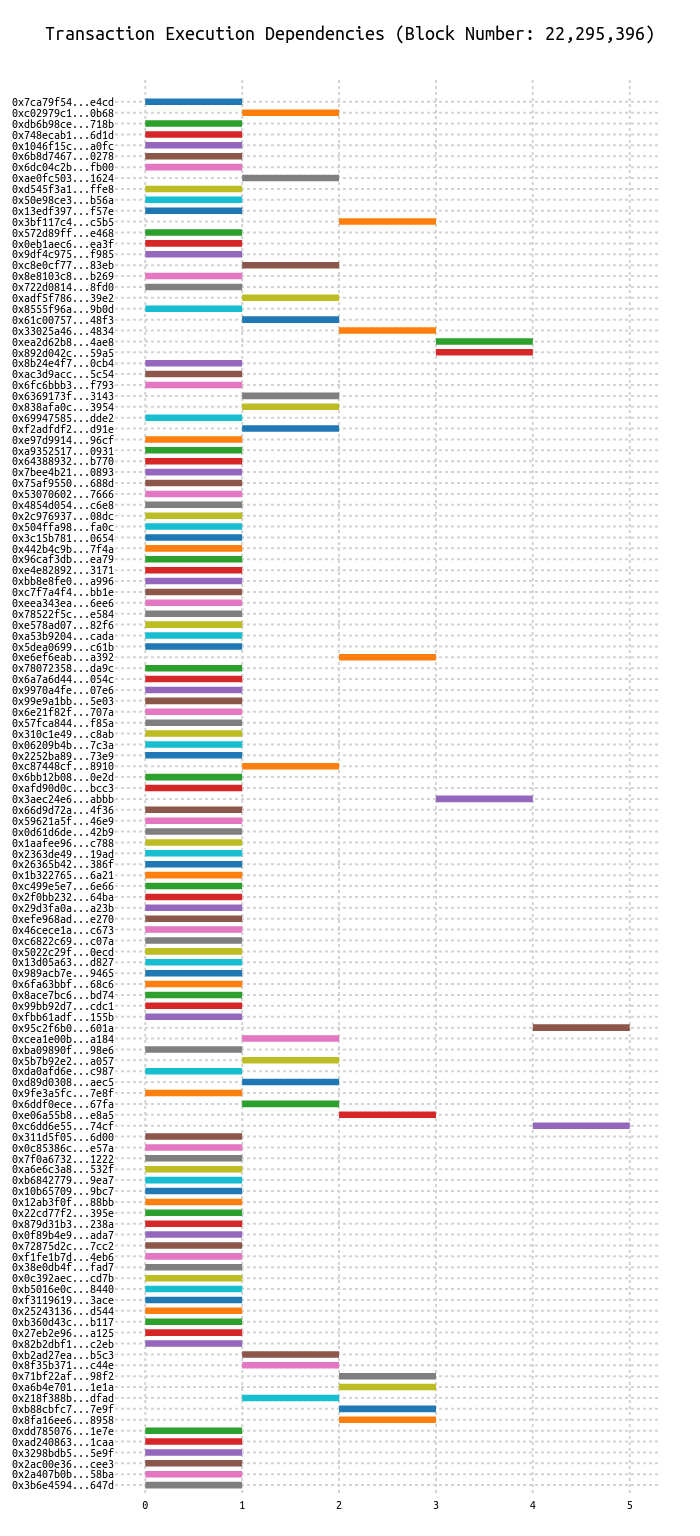 Transaction Execution Dependencies (Block Number: 22,295,396)
0x7ca79f54...e4cd
0xc02979c1...0b68
0xdb6b98ce...718b
0x748ecab1...6d1d
0x1046f15c...a0fc
0x6b8d7467...0278
0x6dc04c2b...fb00
0xae0fc503...1624
0xd545f3a1...ffe8
0x50e98ce3...b56a
0x13edf397...f57e
0x3bf117c4...c5b5
0x572d89ff...e468
0x0eb1aec6...ea3f
0x9df4c975...f985
0xc8e0cf77...83eb
0x8e8103c8...b269
0x722d0814...8fd0
0xadf5f786...39e2
0x8555f96a...9b0d
0x61c00757...48f3
0x33025a46...4834
0xea2d62b8...4ae8
0x892d042c...59a5
0x8b24e4f7...0cb4
0xac3d9acc...5c54
0x6fc6bbb3...f793
0x6369173f...3143
0x838afa0c...3954
0x69947585...dde2
0xf2adfdf2...d91e
0xe97d9914...96cf
0xa9352517...0931
0x64388932...b770
0x7bee4b21...0893
0x75af9550...688d
0x53070602...7666
0x4854d054...c6e8
0x2c976937...08dc
0x504ffa98...fa0c
0x3c15b781...0654
0x442b4c9b...7f4a
0x96caf3db...ea79
0xe4e82892...3171
0xbb8e8fe0...a996
0xc7f7a4f4...bb1e
0xeea343ea...6ee6
0x78522f5c...e584
0xe578ad07...82f6
0xa53b9204...cada
0x5dea0699...c61b
0xe6ef6eab...a392
0x78072358...da9c
0x6a7a6d44...054c
0x9970a4fe...07e6
0x99e9a1bb...5e03
0x6e21f82f...707a
0x57fca844...f85a
0x310c1e49...c8ab
0x06209b4b...7c3a
0x2252ba89...73e9
0xc87448cf...8910
0x6bb12b08...0e2d
0xafd90d0c...bcc3
0x3aec24e6...abbb
0x66d9d72a...4f36
0x59621a5f...46e9
0x0d61d6de...42b9
0x1aafee96...c788
0x2363de49...19ad
0x26365b42...386f
0x1b322765...6a21
0xc499e5e7...6e66
0x2f0bb232...64ba
0x29d3fa0a...a23b
0xefe968ad...e270
0x46cece1a...c673
0xc6822c69...c07a
0x5022c29f...0ecd
0x13d05a63...d827
0x989acb7e...9465
0x6fa63bbf...68c6
0x8ace7bc6...bd74
0x99bb92d7...cdc1
0xfbb61adf...155b
0x95c2f6b0...601a
0xcea1e00b...a184
0xba09890f...98e6
0x5b7b92e2...a057
0xda0afd6e...c987
0xd89d0308...aec5
0x9fe3a5fc...7e8f
0x6ddf0ece...67fa
0xe06a55b8...e8a5
0xc6dd6e55...74cf
0x311d5f05...6d00
0x0c85386c...e57a
0x7f0a6732...1222
0xa6e6c3a8...532f
0xb6842779...9ea7
0x10b65709...9bc7
0x12ab3f0f...88bb
0x22cd77f2...395e
0x879d31b3...238a
0x0f89b4e9...ada7
0x72875d2c...7cc2
0xf1fe1b7d...4eb6
0x38e0db4f...fad7
0x0c392aec...cd7b
0xb5016e0c...8440
0xf3119619...3ace
0x25243136...d544
0xb360d43c...b117
0x27eb2e96...a125
0x82b2dbf1...c2eb
0xb2ad27ea...b5c3
0x8f35b371...c44e
0x71bf22af...98f2
0xa6b4e701...1e1a
0x218f388b...dfad
0xb88cbfc7...7e9f
0x8fa16ee6...8958
0xdd785076...1e7e
0xad240863...1caa
0x3298bdb5...5e9f
0x2ac00e36...cee3
0x2a407b0b...58ba
0x3b6e4594...647d
0 1 2 3 4 5